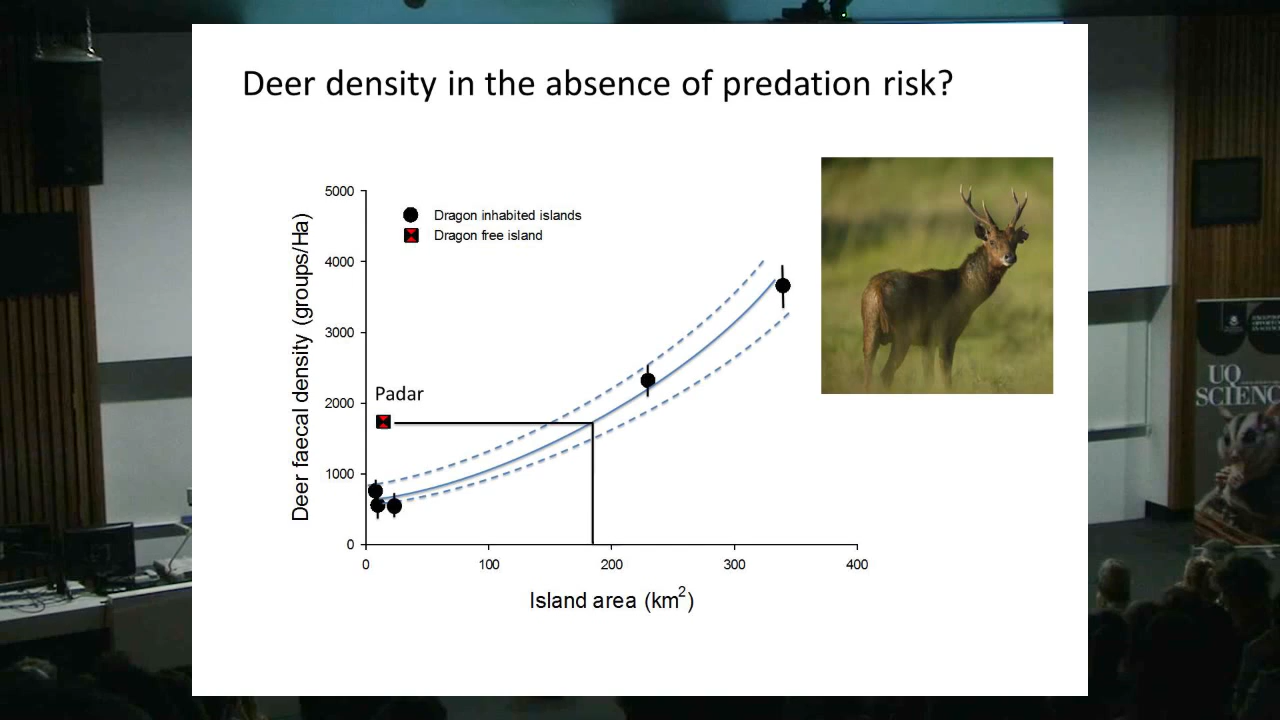 Deer density in the absence of predation risk?
5000
4000
3000
2000
1000
0
Deer faecal density (groups/Ha)
Dragon inhabited islands
Dragon free island
Padar
0 100 200 300 400
Island area (km2)
UQ
SCIENC